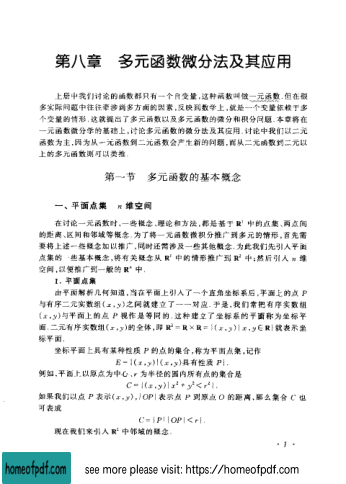 第八章 多元函数微分法及其应用
上册中我们讨论的函数都只有一个自变量,这种函数叫做一元函数.但在很
多实际问题中往往牵涉到多方面的因素,反映到数学上,就是一个变量依赖于多
个变量的情形.这就提出了多元函数以及多元函数的微分和积分问题.本章将在
一元函数微分学的基础上,讨论多元函数的微分法及其应用.讨论中我们以二元
函数为主,因为从一元函数到二元函数会产生新的问题,而从二元函数到二元以
上的多元函数则可以类推.
第一节 多元函数的基本概念
一、平面点集 n 维空间
在讨论一元函数时,一些概念、理论和方法,都是基于 R¹ 中的点集、两点间
的距离、区间和邻域等概念.为了将一元函数微积分推广到多元的情形,首先需
要将上述一些概念加以推广,同时还需涉及一些其他概念.为此我们先引入平面
点集的一些基本概念,将有关概念从 R¹ 中的情形推广到 R² 中;然后引入 n 维
空间,以便推广到一般的 Rⁿ 中.
1. 平面点集
由平面解析几何知道,当在平面上引入了一个直角坐标系后,平面上的点 P
与有序二元实数组(x,y)之间就建立了一一对应.于是,我们常把有序实数组
(x,y)与平面上的点 P 视作是等同的.这种建立了坐标系的平面称为坐标平
面.二元有序实数组(x,y)的全体,即 R²=R×R={(x,y)|x,y∈R}就表示坐
标平面.
坐标平面上具有某种性质 P 的点的集合,称为平面点集,记作
E={(x,y)|(x,y)具有性质 P}.
例如,平面上以原点为中心、r 为半径的圆内所有点的集合是
C={(x,y)|x²+y²<r²}.
如果我们以点 P 表示(x,y),|OP|表示点 P 到原点 O 的距离,那么集合 C 也
可表成
C={P||OP|<r}.
现在我们来引入 R² 中邻域的概念.
· 1 ·
homeofpdf.com
see more please visit: https://homeofpdf.com